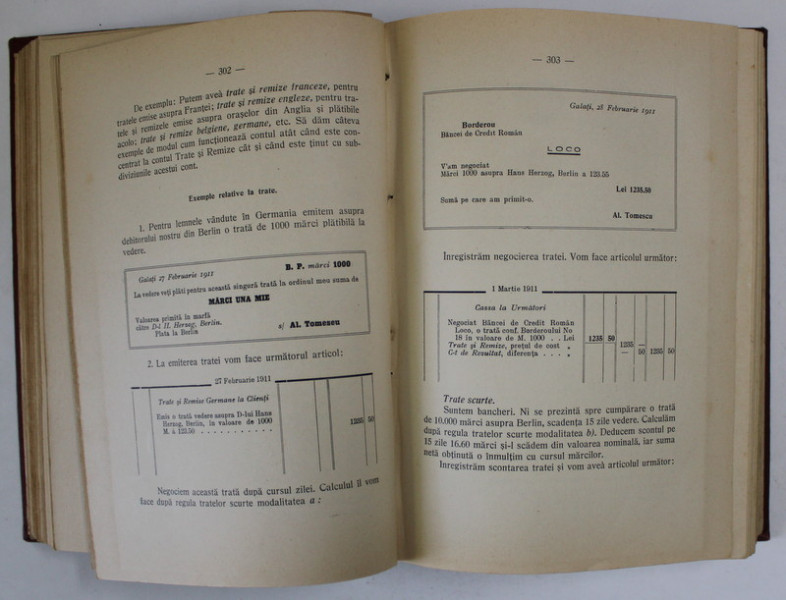 — 302 —
De exemplu: Putem aveà trate și remize franceze, pentru
tratele emise asupra Franței; trate și remize engleze, pentru tra-
tele și remizele emise asupra orașelor din Anglia și plătibile
acolo; trate și remize belgiene, germane, etc. Să dăm câteva
exemple de modul cum funcționează contul atât când este con-
centrat la contul Trate și Remize cât și când este ținut cu sub-
diviziunile acestui cont.
Exemple relative la trate.
1. Pentru lemnele vândute în Germania emitem asupra
debitorului nostru din Berlin o trată de 1000 mărci plătibilă la
vedere.
B. P. mărci 1000
Galați 27 Februarie 1911
La vedere veți plăti pentru această singură trată la ordinul meu suma de
MĂRCI UNA MIE
Valoarea primită în marfă
către D-l H. Herzog, Berlin.
Plata la Berlin
a/ Al. Tomescu
2. La emiterea tratei vom face următorul articol:
27 Februarie 1911
Trate și Remise Germane la Clienți
Emis o trată vedere asupra D-lui Hans
Herzog, Berlin, în valoare de 1000
M. à 123.50 . . . . . . . . . . 1235 50
Negociem această trată după cursul zilei. Calculul îl vom
face după regula tratelor scurte modalitatea a:
— 303 —
Galați, 28 Februarie 1911
Borderou
Băncei de Credit Român
LOCO
V'am negociat
Mărci 1000 asupra Hans Herzog, Berlin a 123.55
Lei 1235.50
Sumă pe care am primit-o.
Al. Tomescu
Înregistrăm negocierea tratei. Vom face articolul următor:
1 Martie 1911
Cassa la Următori
Negociat Băncei de Credit Român
Loco, o trată conf. Borderoului No
18 în valoare de M. 1000 . . Lei 1235 50
Trate și Remize, prețul de cost „ 1235 —
C-t de Resultat, diferența . . . . „ — 50 1235 50
Trate scurte.
Suntem bancheri. Ni se prezintă spre cumpărare o trată
de 10.000 mărci asupra Berlin, scadența 15 zile vedere. Calculăm
după regula tratelor scurte modalitatea b). Deducem scontul pe
15 zile 16.60 mărci și-l scădem din valoarea nominală, iar suma
netă obținută o înmulțim cu cursul mărcilor.
Înregistrăm scontarea tratei și vom aveà articolul următor: